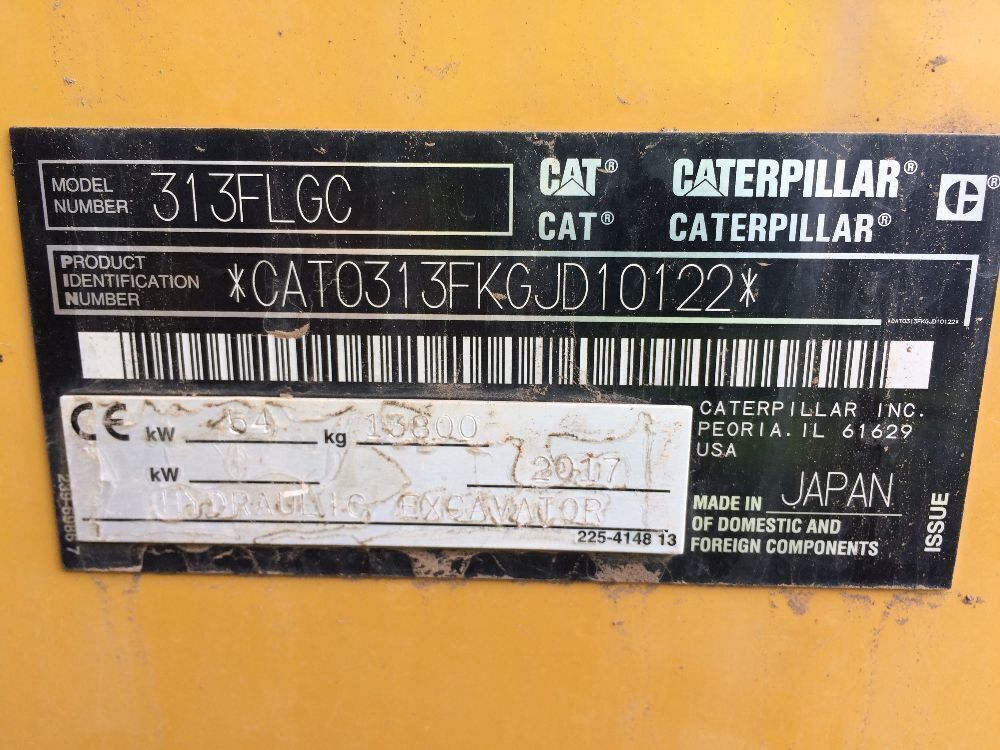 MODEL NUMBER 313FLGC
CAT® CATERPILLAR®
CAT® CATERPILLAR®
PRODUCT IDENTIFICATION NUMBER *CAT0313FKGJD10122*
*CAT0313FKGJD10122*
CE kW 54 kg 13800
kW 2017
HYDRAULIC EXCAVATOR
225-4148 13
CATERPILLAR INC.
PEORIA. IL 61629
USA
MADE IN JAPAN
OF DOMESTIC AND
FOREIGN COMPONENTS
ISSUE